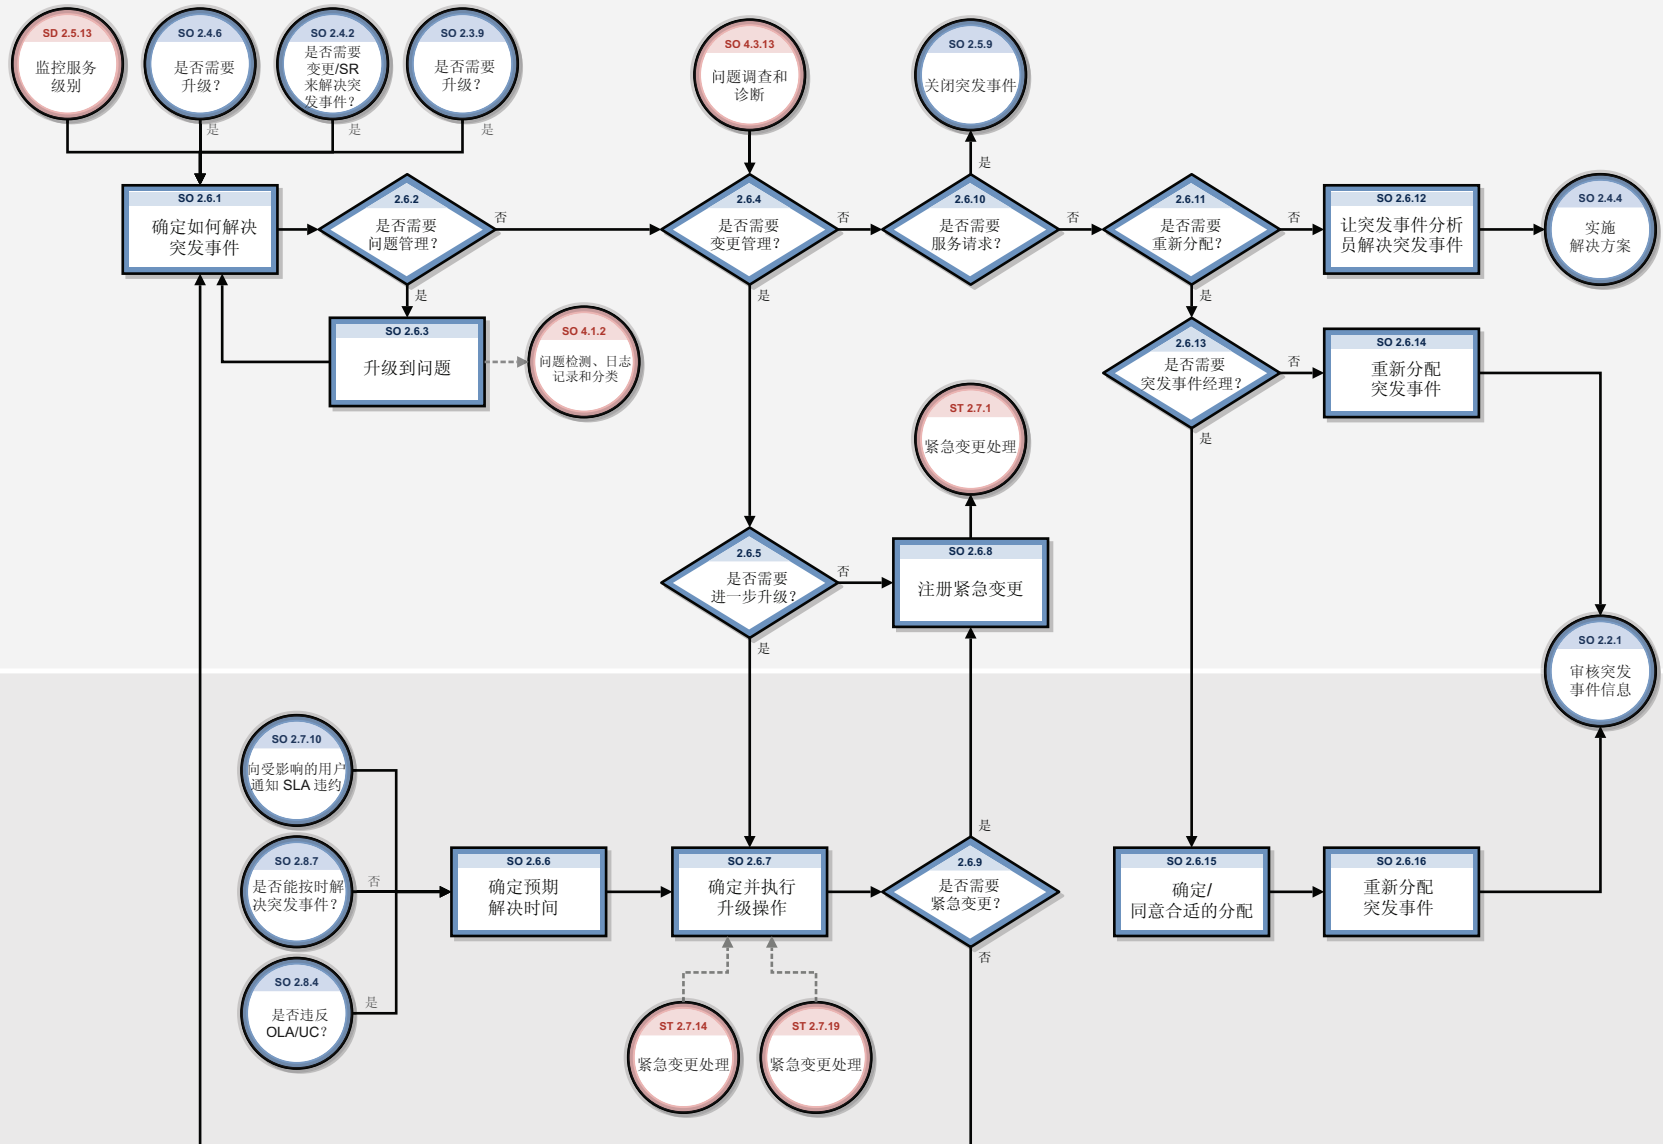 SD 2.5.13
监控服务
级别
SO 2.4.6
是否需要
升级？
SO 2.4.2
是否需要
变更/SR
来解决突
发事件？
SO 2.3.9
是否需要
升级？
SO 4.3.13
问题调查和
诊断
SO 2.5.9
关闭突发事件
是
是
是
是
SO 2.6.1
确定如何解决
突发事件
2.6.2
是否需要
问题管理？
否
是
2.6.4
是否需要
变更管理？
否
是
2.6.10
是否需要
服务请求？
否
2.6.11
是否需要
重新分配？
否
是
SO 2.6.12
让突发事件分析
员解决突发事件
SO 2.4.4
实施
解决方案
SO 2.6.3
升级到问题
SO 4.1.2
问题检测、日志
记录和分类
2.6.13
是否需要
突发事件经理？
否
是
SO 2.6.14
重新分配
突发事件
ST 2.7.1
紧急变更处理
2.6.5
是否需要
进一步升级？
否
是
SO 2.6.8
注册紧急变更
SO 2.2.1
审核突发
事件信息
SO 2.7.10
向受影响的用户
通知 SLA 违约
SO 2.8.7
是否能按时解
决突发事件？
否
SO 2.8.4
是否违反
OLA/UC？
是
SO 2.6.6
确定预期
解决时间
SO 2.6.7
确定并执行
升级操作
是
2.6.9
是否需要
紧急变更？
否
SO 2.6.15
确定/
同意合适的分配
SO 2.6.16
重新分配
突发事件
ST 2.7.14
紧急变更处理
ST 2.7.19
紧急变更处理